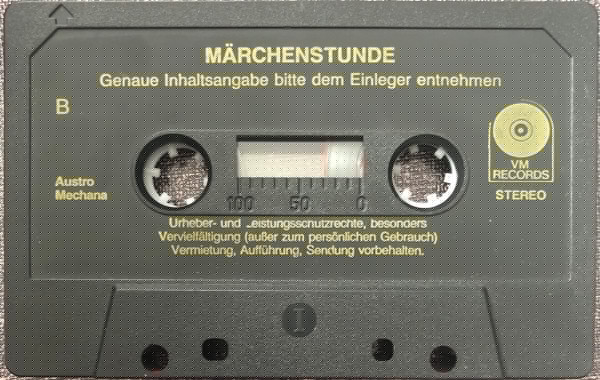 MÄRCHENSTUNDE
Genaue Inhaltsangabe bitte dem Einleger entnehmen
B
VM
RECORDS
STEREO
Austro
Mechana
100 50 0
Urheber- und Leistungsschutzrechte, besonders
Vervielfältigung (außer zum persönlichen Gebrauch)
Vermietung, Aufführung, Sendung vorbehalten.
I